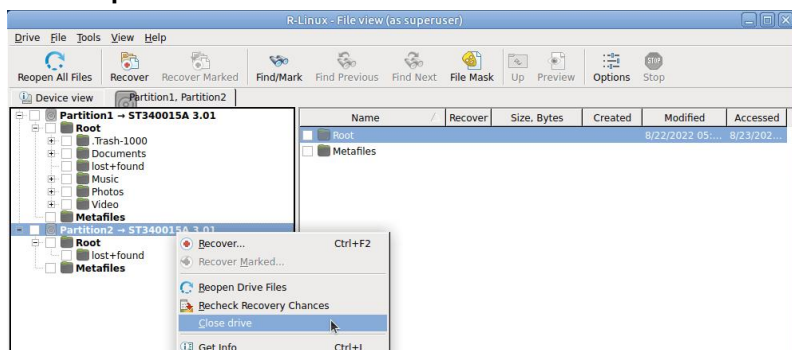 R-Linux - File view (as superuser)
Drive File Tools View Help
Reopen All Files Recover Recover Marked Find/Mark Find Previous Find Next File Mask Up Preview Options Stop
Device view Partition1, Partition2
Partition1 → ST340015A 3.01
Root
.Trash-1000
Documents
lost+found
Music
Photos
Video
Metafiles
Partition2 → ST340015A 3.01
Root
lost+found
Metafiles
Name / Recover Size, Bytes Created Modified Accessed
Root 8/22/2022 05:... 8/23/202...
Metafiles
Recover... Ctrl+F2
Recover Marked...
Reopen Drive Files
Recheck Recovery Chances
Close drive
Get Info Ctrl+I